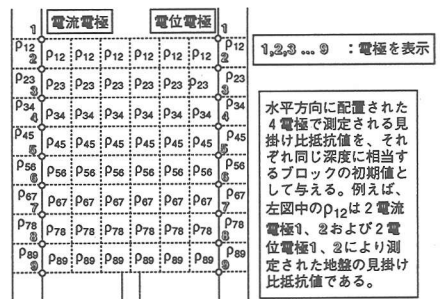 電流電極 電位電極
1 1
ρ12 ρ12 ρ12 ρ12 ρ12 ρ12 ρ12 ρ12
2 2
ρ23 ρ23 ρ23 ρ23 ρ23 ρ23 ρ23 ρ23
3 3
ρ34 ρ34 ρ34 ρ34 ρ34 ρ34 ρ34 ρ34
4 4
ρ45 ρ45 ρ45 ρ45 ρ45 ρ45 ρ45 ρ45
5 5
ρ56 ρ56 ρ56 ρ56 ρ56 ρ56 ρ56 ρ56
6 6
ρ67 ρ67 ρ67 ρ67 ρ67 ρ67 ρ67 ρ67
7 7
ρ78 ρ78 ρ78 ρ78 ρ78 ρ78 ρ78 ρ78
8 8
ρ89 ρ89 ρ89 ρ89 ρ89 ρ89 ρ89 ρ89
9 9
1,2,3 … 9 :電極を表示
水平方向に配置された
4電極で測定される見
掛け比抵抗値を、それ
ぞれ同じ深度に相当す
るブロックの初期値と
して与える。例えば、
左図中のρ12は2電流
電極1、2および2電
位電極1、2により測
定された地盤の見掛け
比抵抗値である。